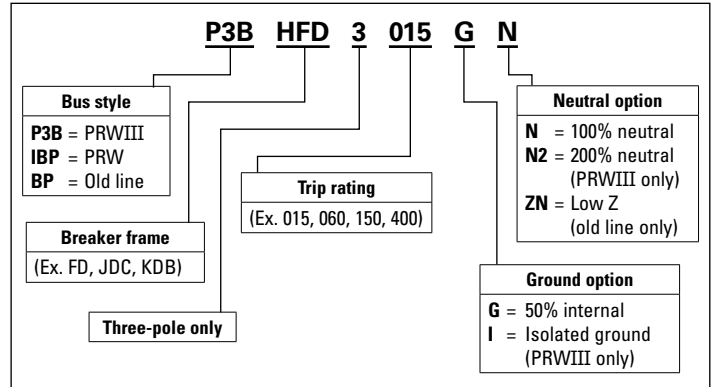 P3B HFD 3 015 G N
Bus style
P3B = PRWIII
IBP = PRW
BP = Old line
Breaker frame
(Ex. FD, JDC, KDB)
Three-pole only
Trip rating
(Ex. 015, 060, 150, 400)
Neutral option
N = 100% neutral
N2 = 200% neutral
(PRWIII only)
ZN = Low Z
(old line only)
Ground option
G = 50% internal
I = Isolated ground
(PRWIII only)